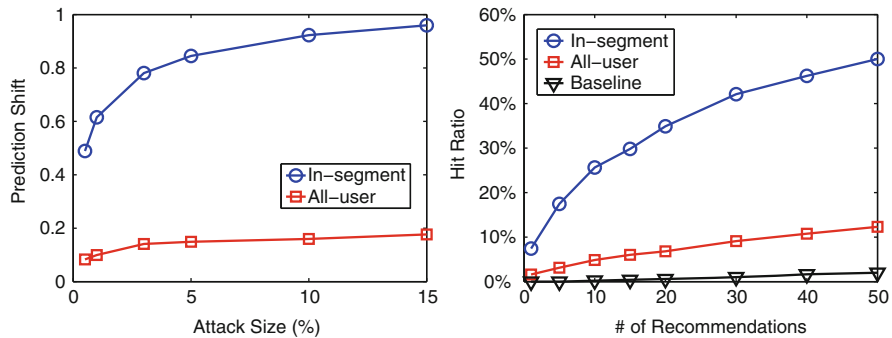 Prediction Shift
1
0.8
0.6
0.4
0.2
0
In-segment
All-user
0
5
10
15
Attack Size (%)
Hit Ratio
60%
50%
40%
30%
20%
10%
0%
In-segment
All-user
Baseline
0
10
20
30
40
50
# of Recommendations